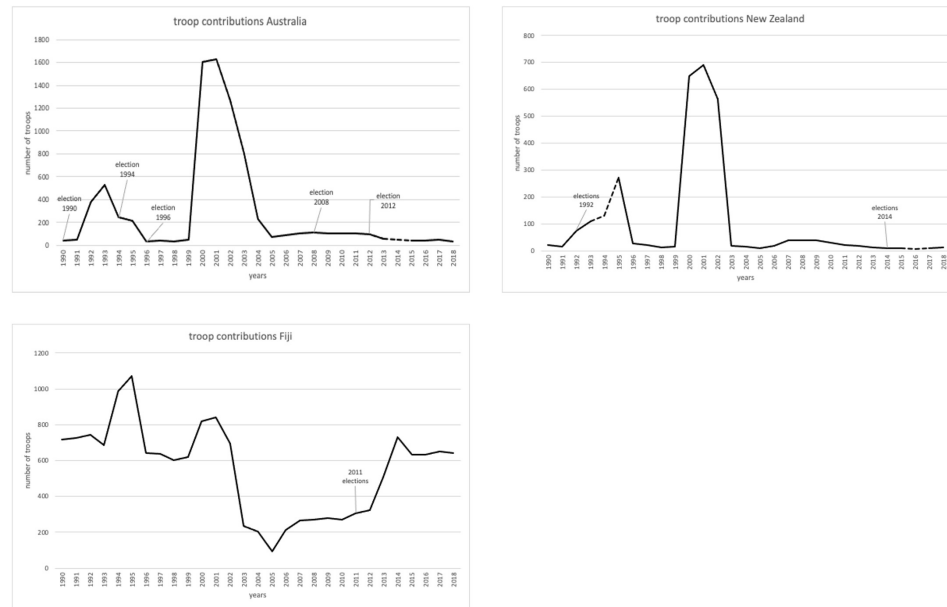 troop contributions Australia
1800
1600
1400
1200
1000
800
600
400
200
0
number of troops
election
1990
election
1994
election
1996
election
2008
election
2012
1990 1991 1992 1993 1994 1995 1996 1997 1998 1999 2000 2001 2002 2003 2004 2005 2006 2007 2008 2009 2010 2011 2012 2013 2014 2015 2016 2017 2018
years
troop contributions New Zealand
800
700
600
500
400
300
200
100
0
number of troops
elections
1992
elections
2014
1990 1991 1992 1993 1994 1995 1996 1997 1998 1999 2000 2001 2002 2003 2004 2005 2006 2007 2008 2009 2010 2011 2012 2013 2014 2015 2016 2017 2018
years
troop contributions Fiji
1200
1000
800
600
400
200
0
number of troops
2011
elections
1990 1991 1992 1993 1994 1995 1996 1997 1998 1999 2000 2001 2002 2003 2004 2005 2006 2007 2008 2009 2010 2011 2012 2013 2014 2015 2016 2017 2018
years